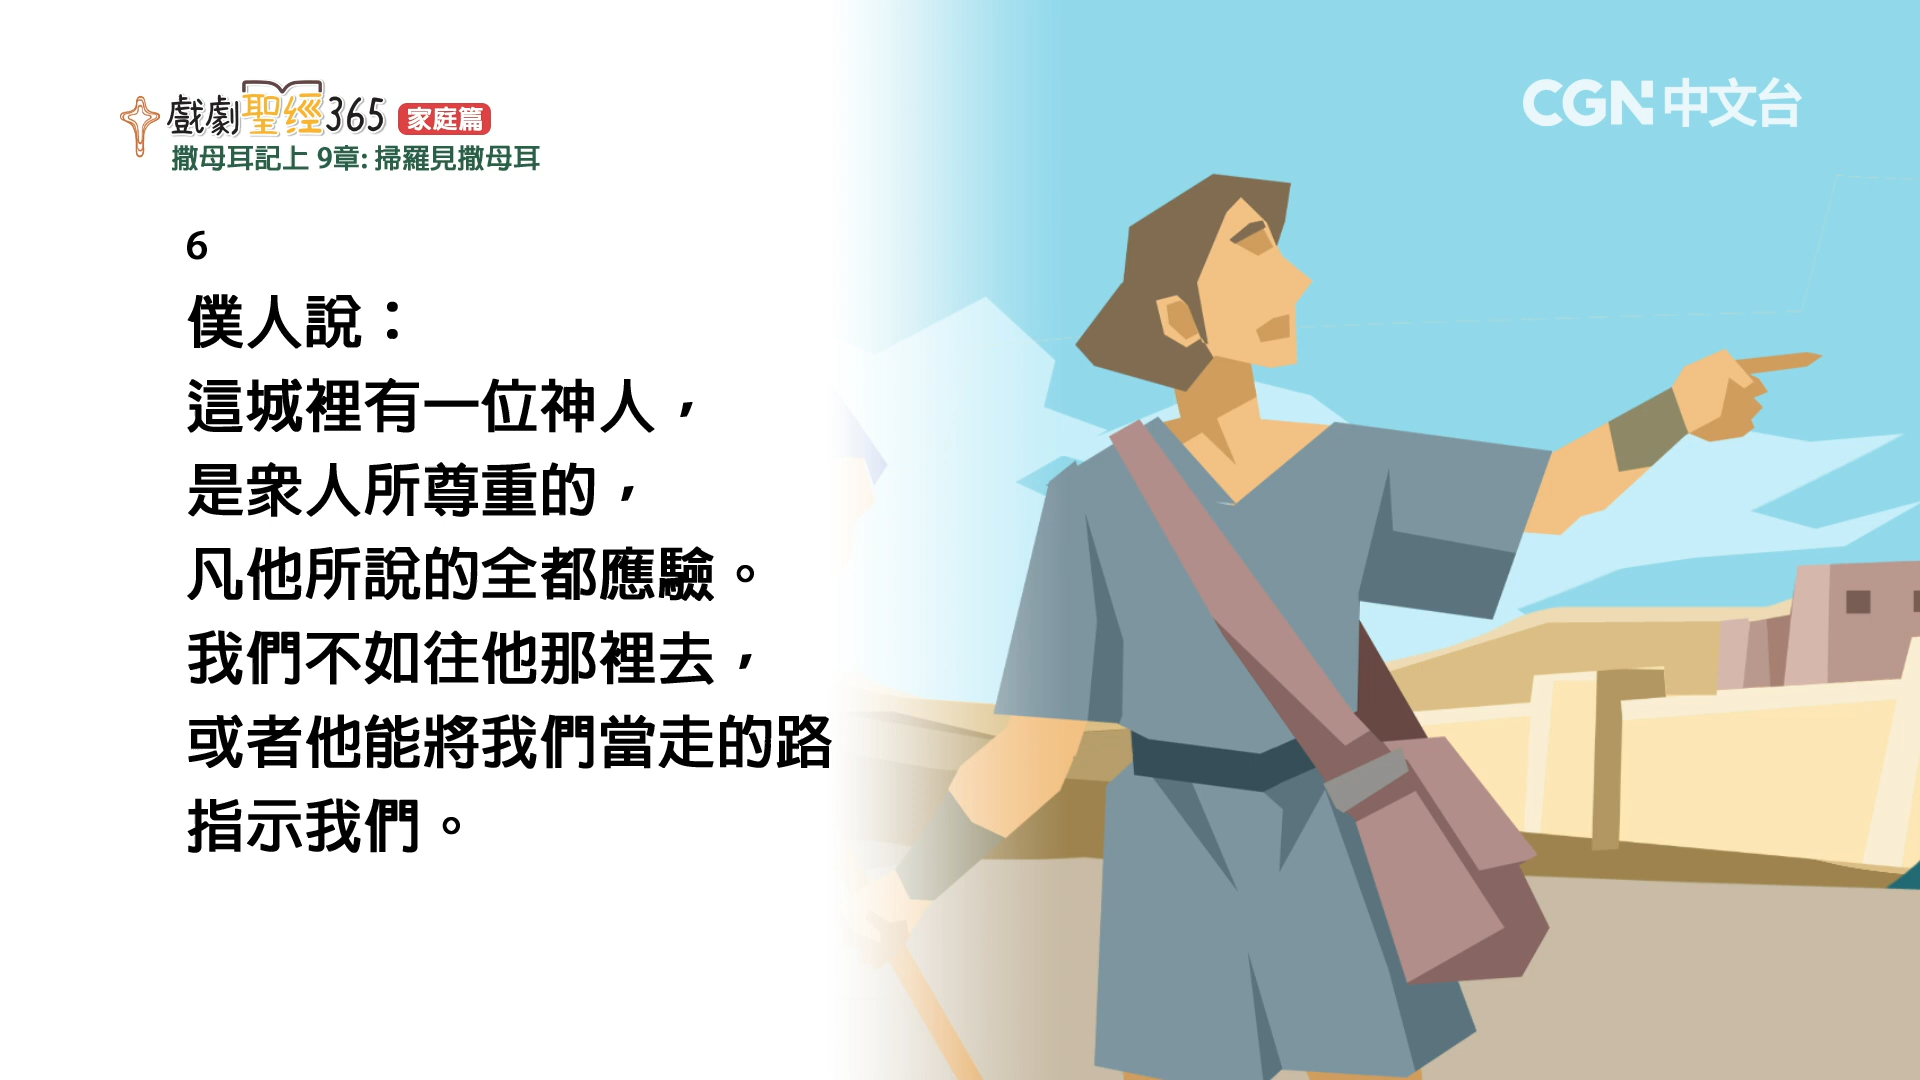 戲劇聖經365 家庭篇
撒母耳記上 9章: 掃羅見撒母耳
CGN中文台
6
僕人說：
這城裡有一位神人，
是衆人所尊重的，
凡他所說的全都應驗。
我們不如往他那裡去，
或者他能將我們當走的路
指示我們。